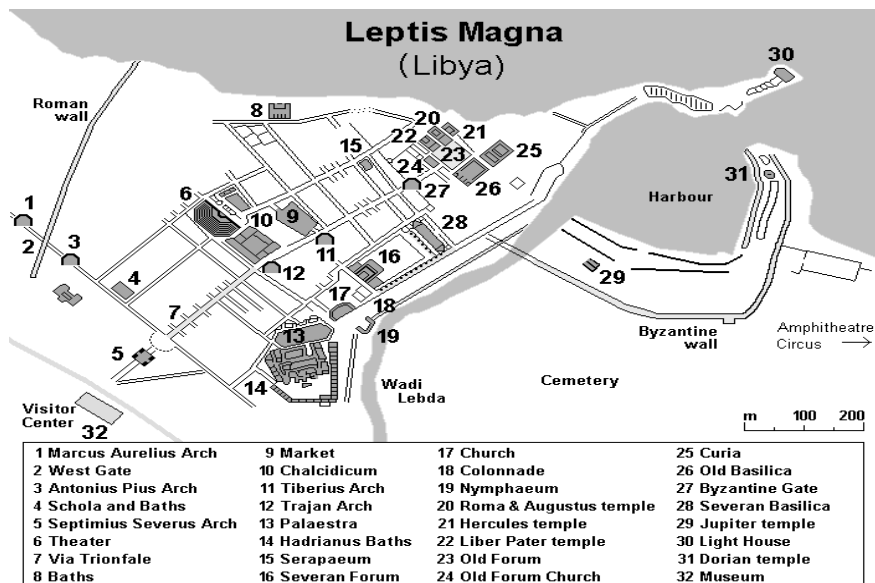 Leptis Magna
(Libya)
30
Roman
wall
8
20
21
22
15
25
23
24
31
27
26
1
6
Harbour
10
9
28
2
3
11
16
12
29
4
17
7
18
13
19
Byzantine
wall
Amphitheatre
Circus
5
14
Wadi
Lebda
Cemetery
Visitor
Center
32
m 100 200
1 Marcus Aurelius Arch
2 West Gate
3 Antonius Pius Arch
4 Schola and Baths
5 Septimius Severus Arch
6 Theater
7 Via Trionfale
8 Baths
9 Market
10 Chalcidicum
11 Tiberius Arch
12 Trajan Arch
13 Palaestra
14 Hadrianus Baths
15 Serapaeum
16 Severan Forum
17 Church
18 Colonnade
19 Nymphaeum
20 Roma & Augustus temple
21 Hercules temple
22 Liber Pater temple
23 Old Forum
24 Old Forum Church
25 Curia
26 Old Basilica
27 Byzantine Gate
28 Severan Basilica
29 Jupiter temple
30 Light House
31 Dorian temple
32 Museum